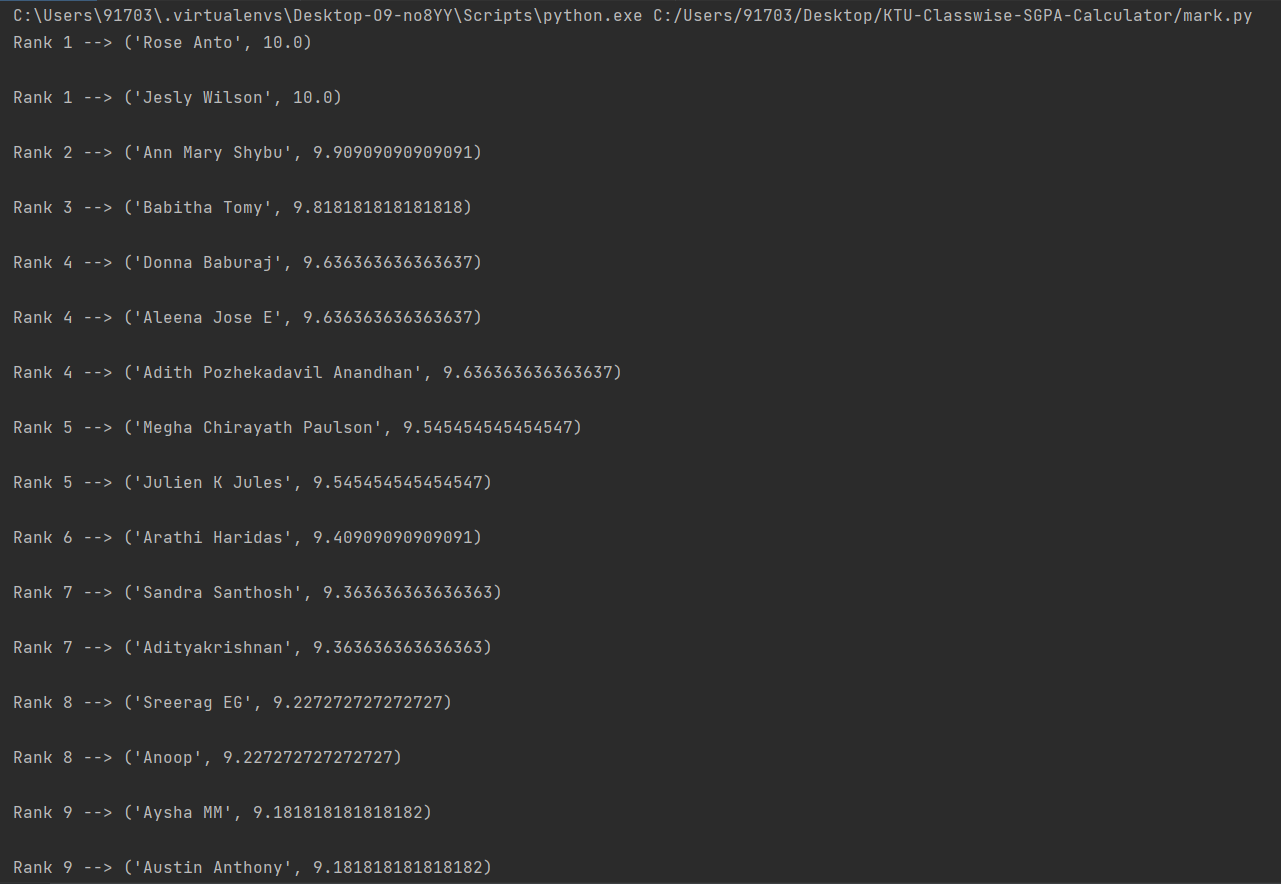 C:\Users\91703\.virtualenvs\Desktop-O9-no8YY\Scripts\python.exe C:/Users/91703/Desktop/KTU-Classwise-SGPA-Calculator/mark.py
Rank 1 --> ('Rose Anto', 10.0)
Rank 1 --> ('Jesly Wilson', 10.0)
Rank 2 --> ('Ann Mary Shybu', 9.90909090909091)
Rank 3 --> ('Babitha Tomy', 9.818181818181818)
Rank 4 --> ('Donna Baburaj', 9.636363636363637)
Rank 4 --> ('Aleena Jose E', 9.636363636363637)
Rank 4 --> ('Adith Pozhekadavil Anandhan', 9.636363636363637)
Rank 5 --> ('Megha Chirayath Paulson', 9.545454545454547)
Rank 5 --> ('Julien K Jules', 9.545454545454547)
Rank 6 --> ('Arathi Haridas', 9.40909090909091)
Rank 7 --> ('Sandra Santhosh', 9.363636363636363)
Rank 7 --> ('Adityakrishnan', 9.363636363636363)
Rank 8 --> ('Sreerag EG', 9.227272727272727)
Rank 8 --> ('Anoop', 9.227272727272727)
Rank 9 --> ('Aysha MM', 9.181818181818182)
Rank 9 --> ('Austin Anthony', 9.181818181818182)